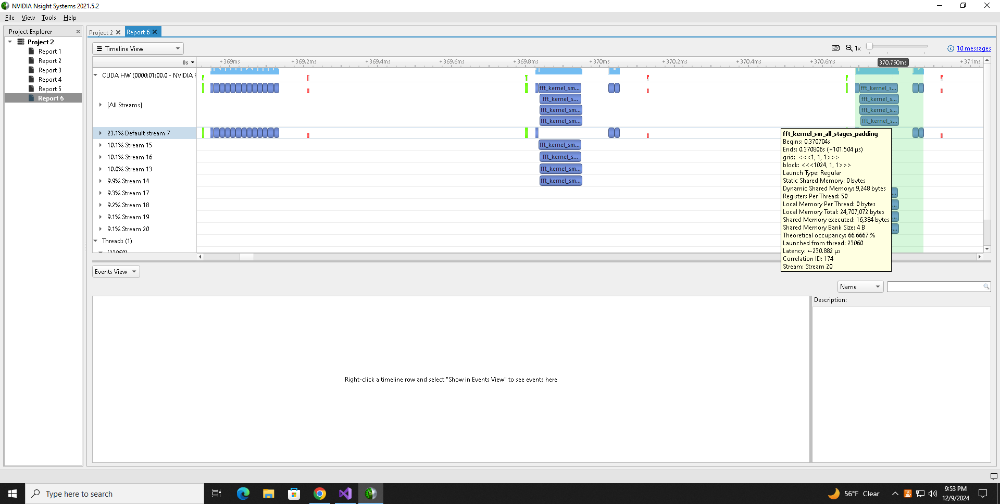 NVIDIA Nsight Systems 2021.5.2
File View Tools Help
Project Explorer
Project 2
Report 1
Report 2
Report 3
Report 4
Report 5
Report 6
Project 2 Report 6
Timeline View
1x
10 messages
0s +369ms +369.2ms +369.4ms +369.6ms +369.8ms +370ms +370.2ms +370.4ms +370.6ms 370.790ms +371ms
CUDA HW (0000:01:00.0 - NVIDIA
fft_kernel_sm... fft_kernel_s...
fft_kernel_s... fft_kernel_s...
[All Streams]
fft_kernel_sm... fft_kernel_s...
fft_kernel_sm... fft_kernel_s...
23.1% Default stream 7
10.1% Stream 15 fft_kernel_sm...
10.1% Stream 16 fft_kernel_s...
10.0% Stream 13 fft_kernel_sm...
9.9% Stream 14 fft_kernel_sm...
9.3% Stream 17
9.2% Stream 18
9.1% Stream 19
9.1% Stream 20
Threads (1)
fft_kernel_sm_all_stages_padding
Begins: 0.370704s
Ends: 0.370806s (+101.504 μs)
grid: <<<1, 1, 1>>>
block: <<<1024, 1, 1>>>
Launch Type: Regular
Static Shared Memory: 0 bytes
Dynamic Shared Memory: 9,248 bytes
Registers Per Thread: 50
Local Memory Per Thread: 0 bytes
Local Memory Total: 24,707,072 bytes
Shared Memory executed: 16,384 bytes
Shared Memory Bank Size: 4 B
Theoretical occupancy: 66.6667 %
Launched from thread: 23060
Latency: ←230.882 μs
Correlation ID: 174
Stream: Stream 20
Events View
Name
Description:
Right-click a timeline row and select "Show in Events View" to see events here
Type here to search
56°F Clear
9:53 PM
12/9/2024